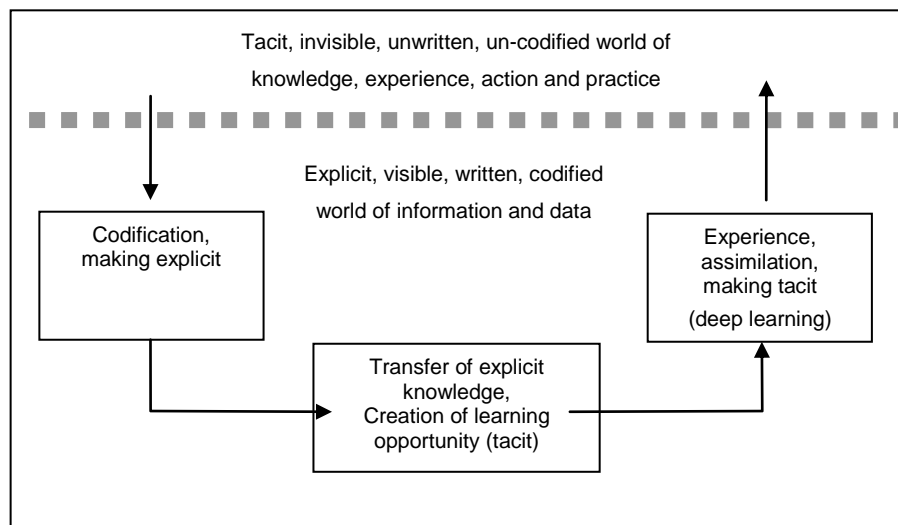 Tacit, invisible, unwritten, un-codified world of
knowledge, experience, action and practice
Explicit, visible, written, codified
world of information and data
Codification,
making explicit
Experience,
assimilation,
making tacit
(deep learning)
Transfer of explicit
knowledge,
Creation of learning
opportunity (tacit)